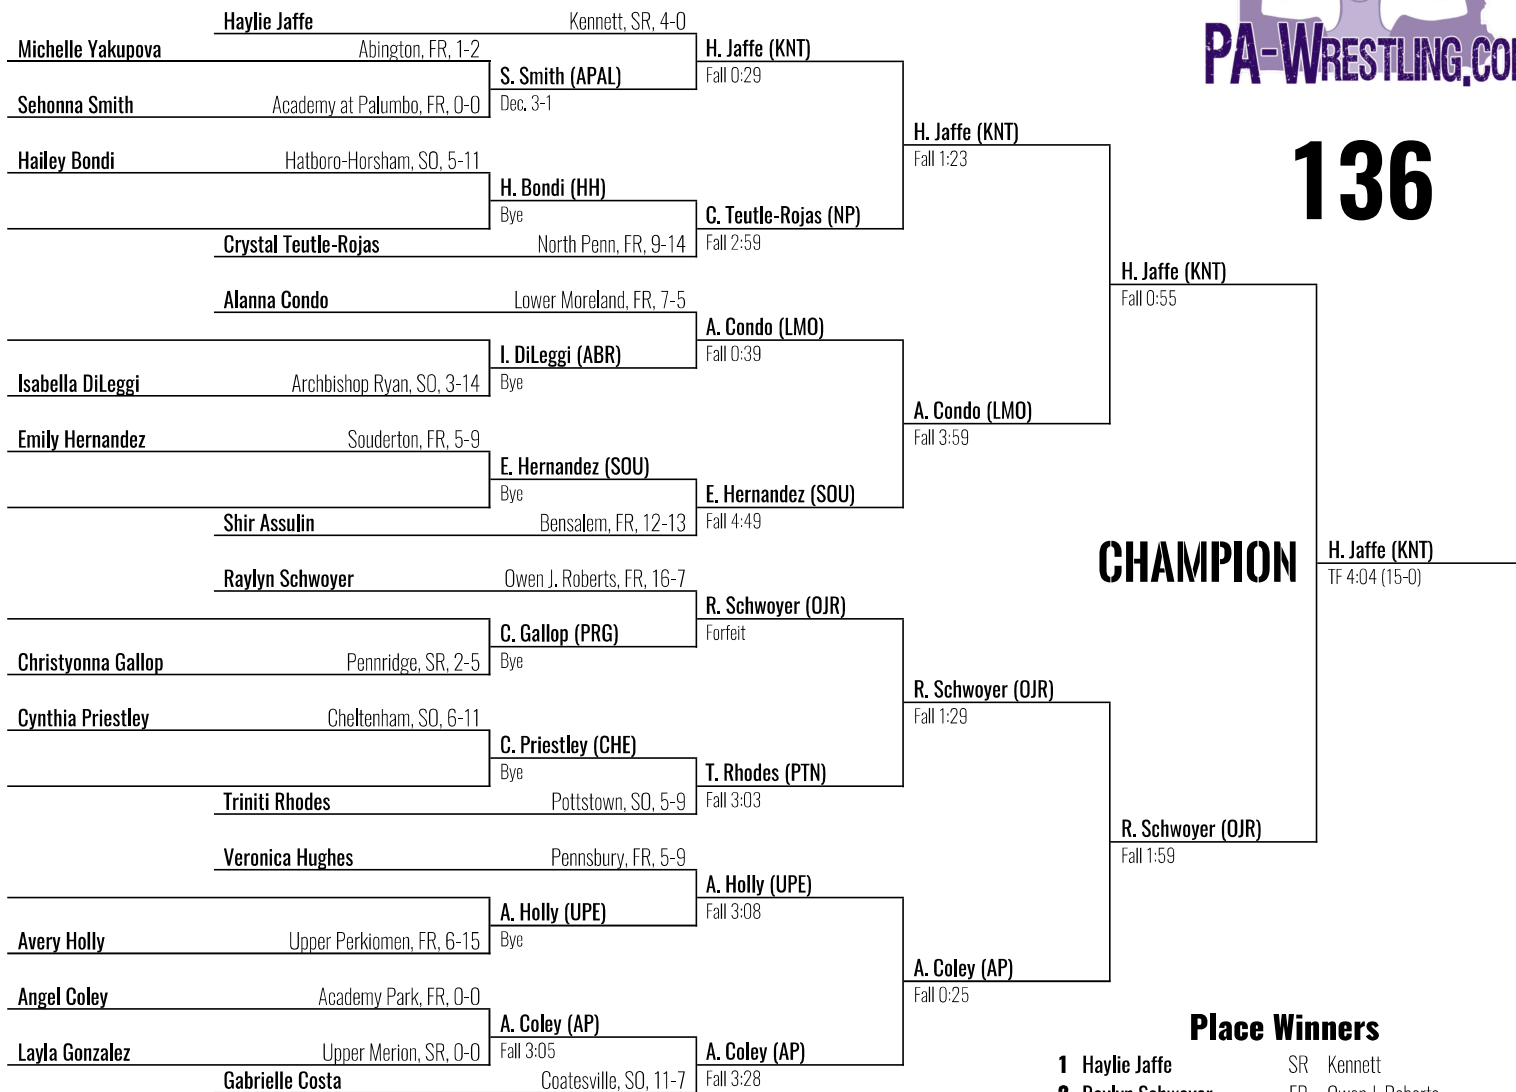 Haylie Jaffe Kennett, SR, 4-0
Michelle Yakupova Abington, FR, 1-2
H. Jaffe (KNT)
Fall 0:29
S. Smith (APAL)
Dec. 3-1
Sehonna Smith Academy at Palumbo, FR, 0-0
PA-WRESTLING.CO
136
H. Jaffe (KNT)
Fall 1:23
Hailey Bondi Hatboro-Horsham, SO, 5-11
H. Bondi (HH)
Bye
C. Teutle-Rojas (NP)
Fall 2:59
Crystal Teutle-Rojas North Penn, FR, 9-14
H. Jaffe (KNT)
Fall 0:55
Alanna Condo Lower Moreland, FR, 7-5
A. Condo (LMO)
Fall 0:39
I. DiLeggi (ABR)
Bye
Isabella DiLeggi Archbishop Ryan, SO, 3-14
A. Condo (LMO)
Fall 3:59
Emily Hernandez Souderton, FR, 5-9
E. Hernandez (SOU)
Bye
E. Hernandez (SOU)
Fall 4:49
Shir Assulin Bensalem, FR, 12-13
CHAMPION
H. Jaffe (KNT)
TF 4:04 (15-0)
Raylyn Schwoyer Owen J. Roberts, FR, 16-7
R. Schwoyer (OJR)
Forfeit
C. Gallop (PRG)
Bye
Christyonna Gallop Pennridge, SR, 2-5
R. Schwoyer (OJR)
Fall 1:29
Cynthia Priestley Cheltenham, SO, 6-11
C. Priestley (CHE)
Bye
T. Rhodes (PTN)
Fall 3:03
Triniti Rhodes Pottstown, SO, 5-9
R. Schwoyer (OJR)
Fall 1:59
Veronica Hughes Pennsbury, FR, 5-9
A. Holly (UPE)
Fall 3:08
A. Holly (UPE)
Bye
Avery Holly Upper Perkiomen, FR, 6-15
A. Coley (AP)
Fall 0:25
Angel Coley Academy Park, FR, 0-0
A. Coley (AP)
Fall 3:05
Layla Gonzalez Upper Merion, SR, 0-0
A. Coley (AP)
Fall 3:28
Gabrielle Costa Coatesville, SO, 11-7
Place Winners
1 Haylie Jaffe SR Kennett
2 Raylyn Schwoyer FR Owen J. Roberts